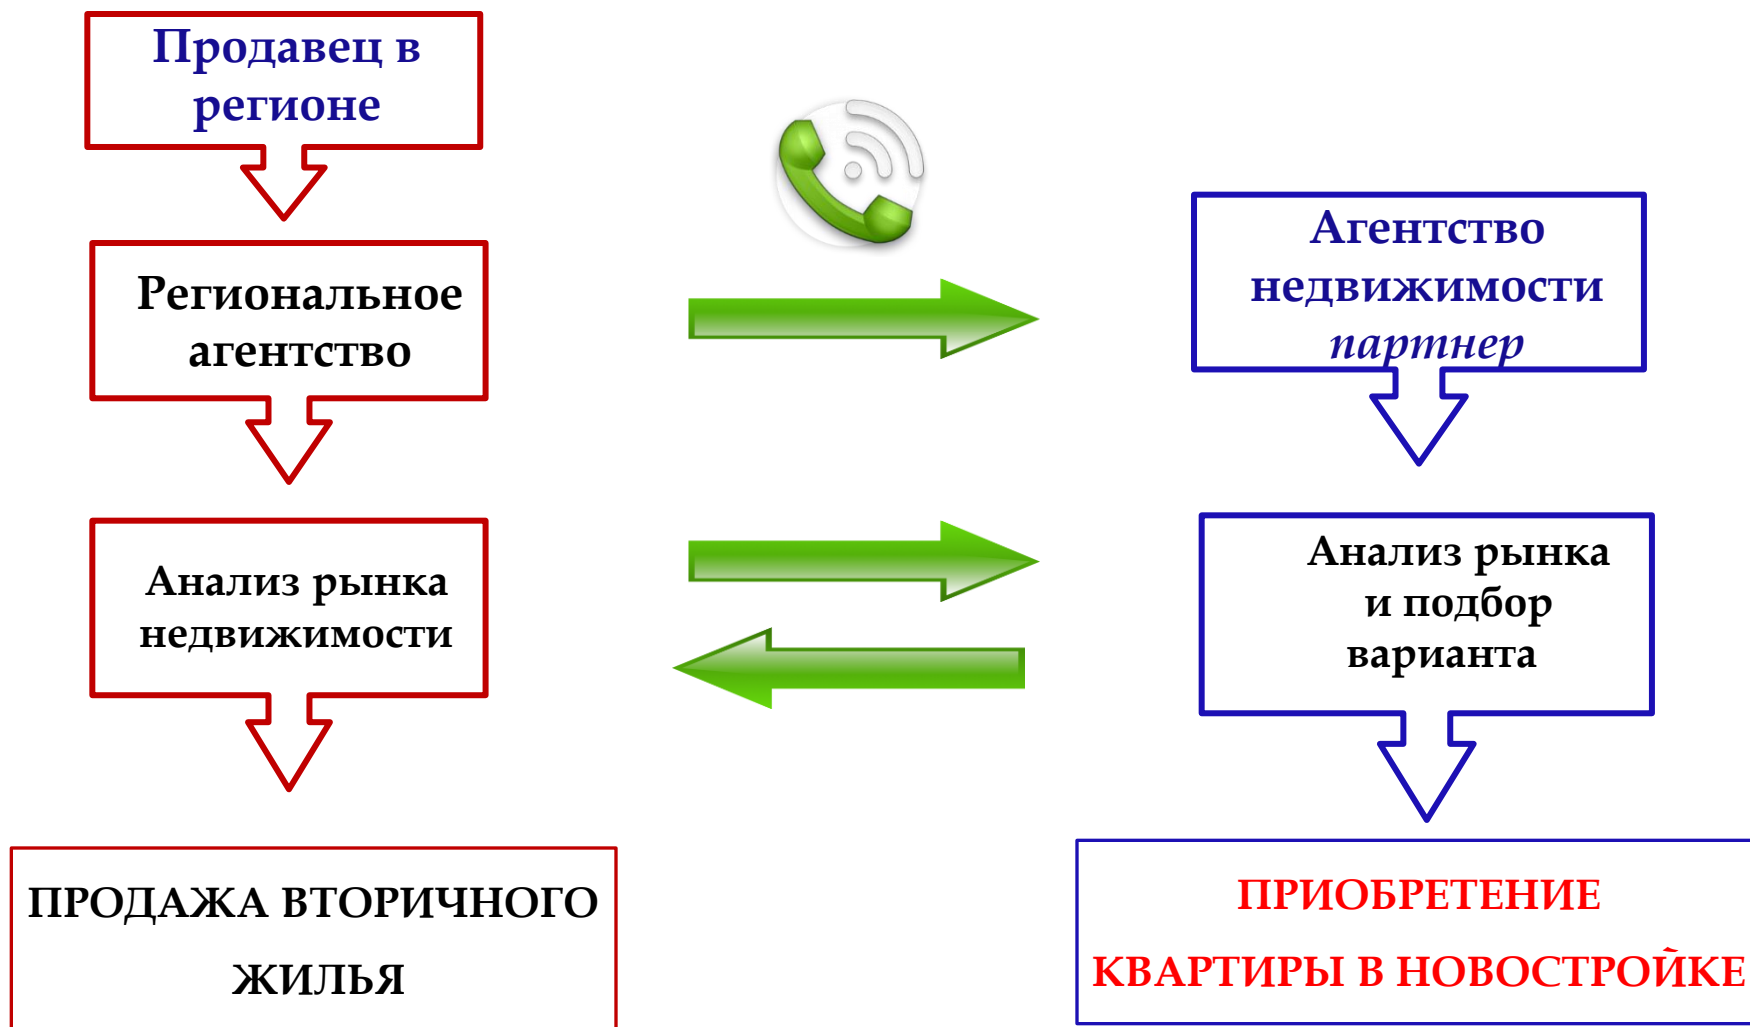 Продавец в
регионе
Региональное
агентство
Анализ рынка
недвижимости
ПРОДАЖА ВТОРИЧНОГО
ЖИЛЬЯ
Агентство
недвижимости
партнер
Анализ рынка
и подбор
варианта
ПРИОБРЕТЕНИЕ
КВАРТИРЫ В НОВОСТРОЙКЕ